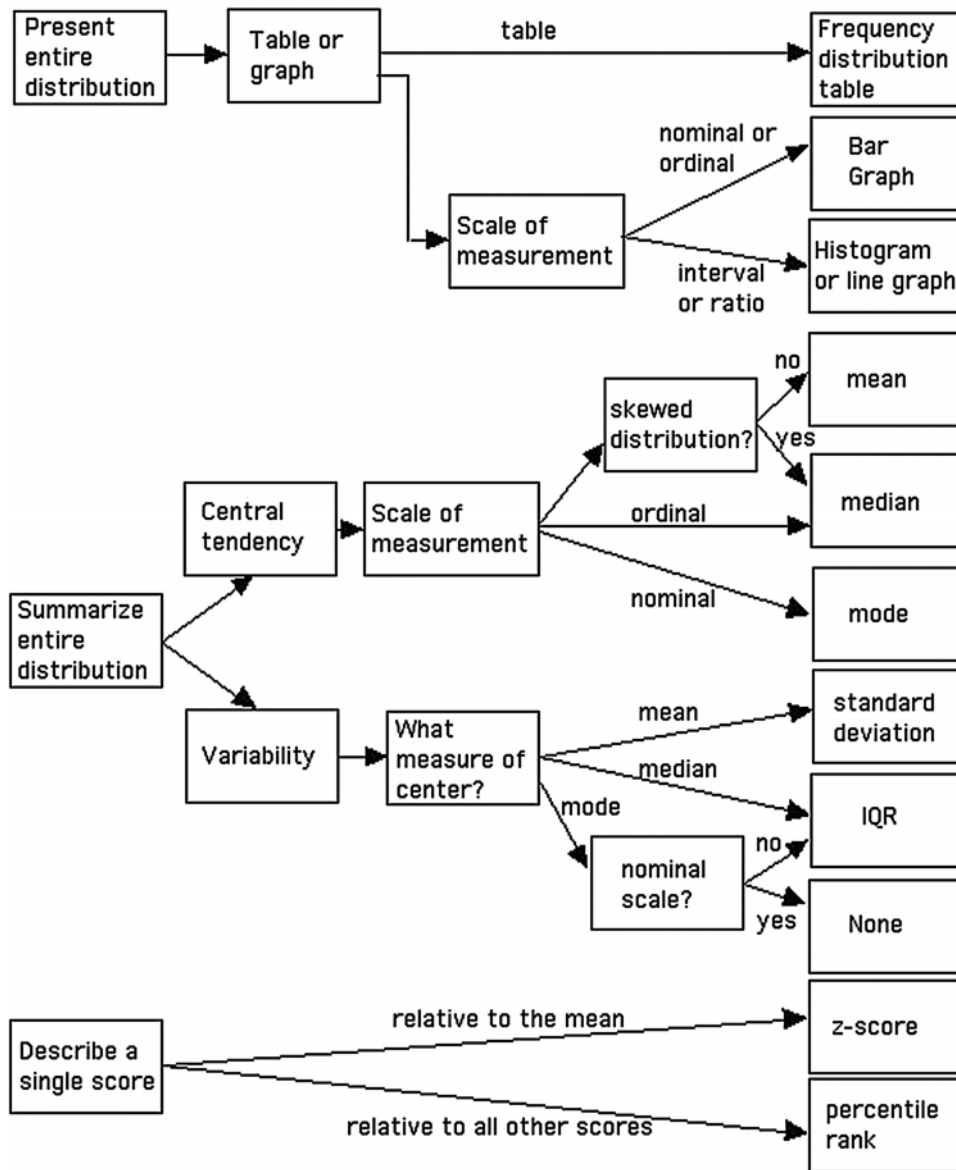 Present
entire
distribution
Table or
graph
table
Frequency
distribution
table
nominal or
ordinal
Bar
Graph
Scale of
measurement
interval
or ratio
Histogram
or line graph
no
mean
skewed
distribution?
yes
Central
tendency
Scale of
measurement
ordinal
median
nominal
mode
Summarize
entire
distribution
Variability
What
measure of
center?
mean
standard
deviation
median
IQR
mode
no
nominal
scale?
yes
None
Describe a
single score
relative to the mean
z-score
relative to all other scores
percentile
rank